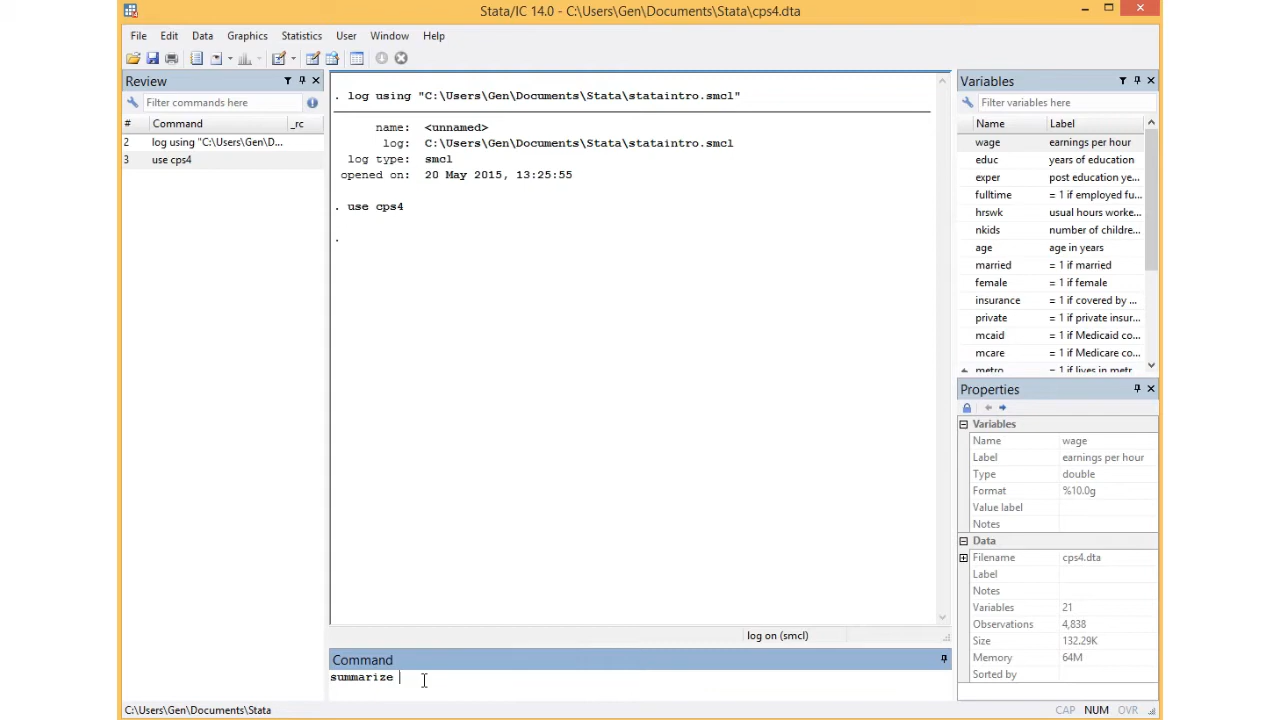 Stata/IC 14.0 - C:\Users\Gen\Documents\Stata\cps4.dta
File Edit Data Graphics Statistics User Window Help
Review
Filter commands here
# Command _rc
2 log using "C:\Users\Gen\D...
3 use cps4
. log using "C:\Users\Gen\Documents\Stata\stataintro.smcl"
name: <unnamed>
log: C:\Users\Gen\Documents\Stata\stataintro.smcl
log type: smcl
opened on: 20 May 2015, 13:25:55
. use cps4
.
log on (smcl)
Command
summarize
Variables
Filter variables here
Name Label
wage earnings per hour
educ years of education
exper post education ye...
fulltime = 1 if employed fu...
hrswk usual hours worke...
nkids number of childre...
age age in years
married = 1 if married
female = 1 if female
insurance = 1 if covered by ...
private = 1 if private insur...
mcaid = 1 if Medicaid co...
mcare = 1 if Medicare co...
metro = 1 if lives in metr...
Properties
Variables
Name wage
Label earnings per hour
Type double
Format %10.0g
Value label
Notes
Data
Filename cps4.dta
Label
Notes
Variables 21
Observations 4,838
Size 132.29K
Memory 64M
Sorted by
C:\Users\Gen\Documents\Stata
CAP NUM OVR